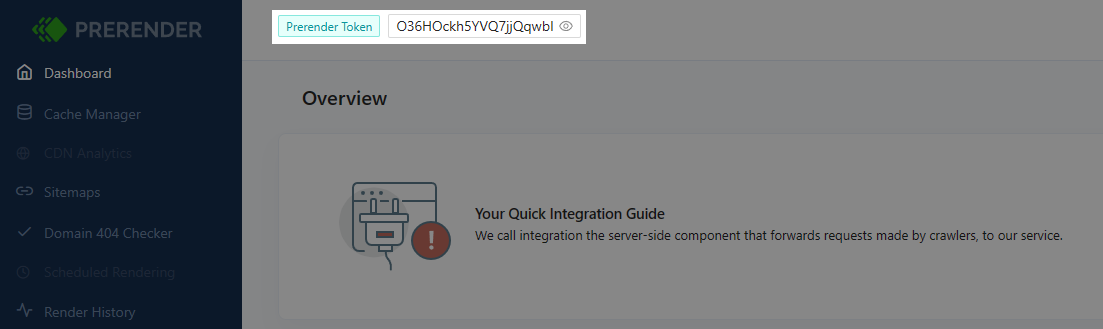 PRERENDER
Prerender Token
O36HOckh5YVQ7jjQqwbI
Dashboard
Cache Manager
CDN Analytics
Sitemaps
Domain 404 Checker
Scheduled Rendering
Render History
Overview
Your Quick Integration Guide
We call integration the server-side component that forwards requests made by crawlers, to our service.